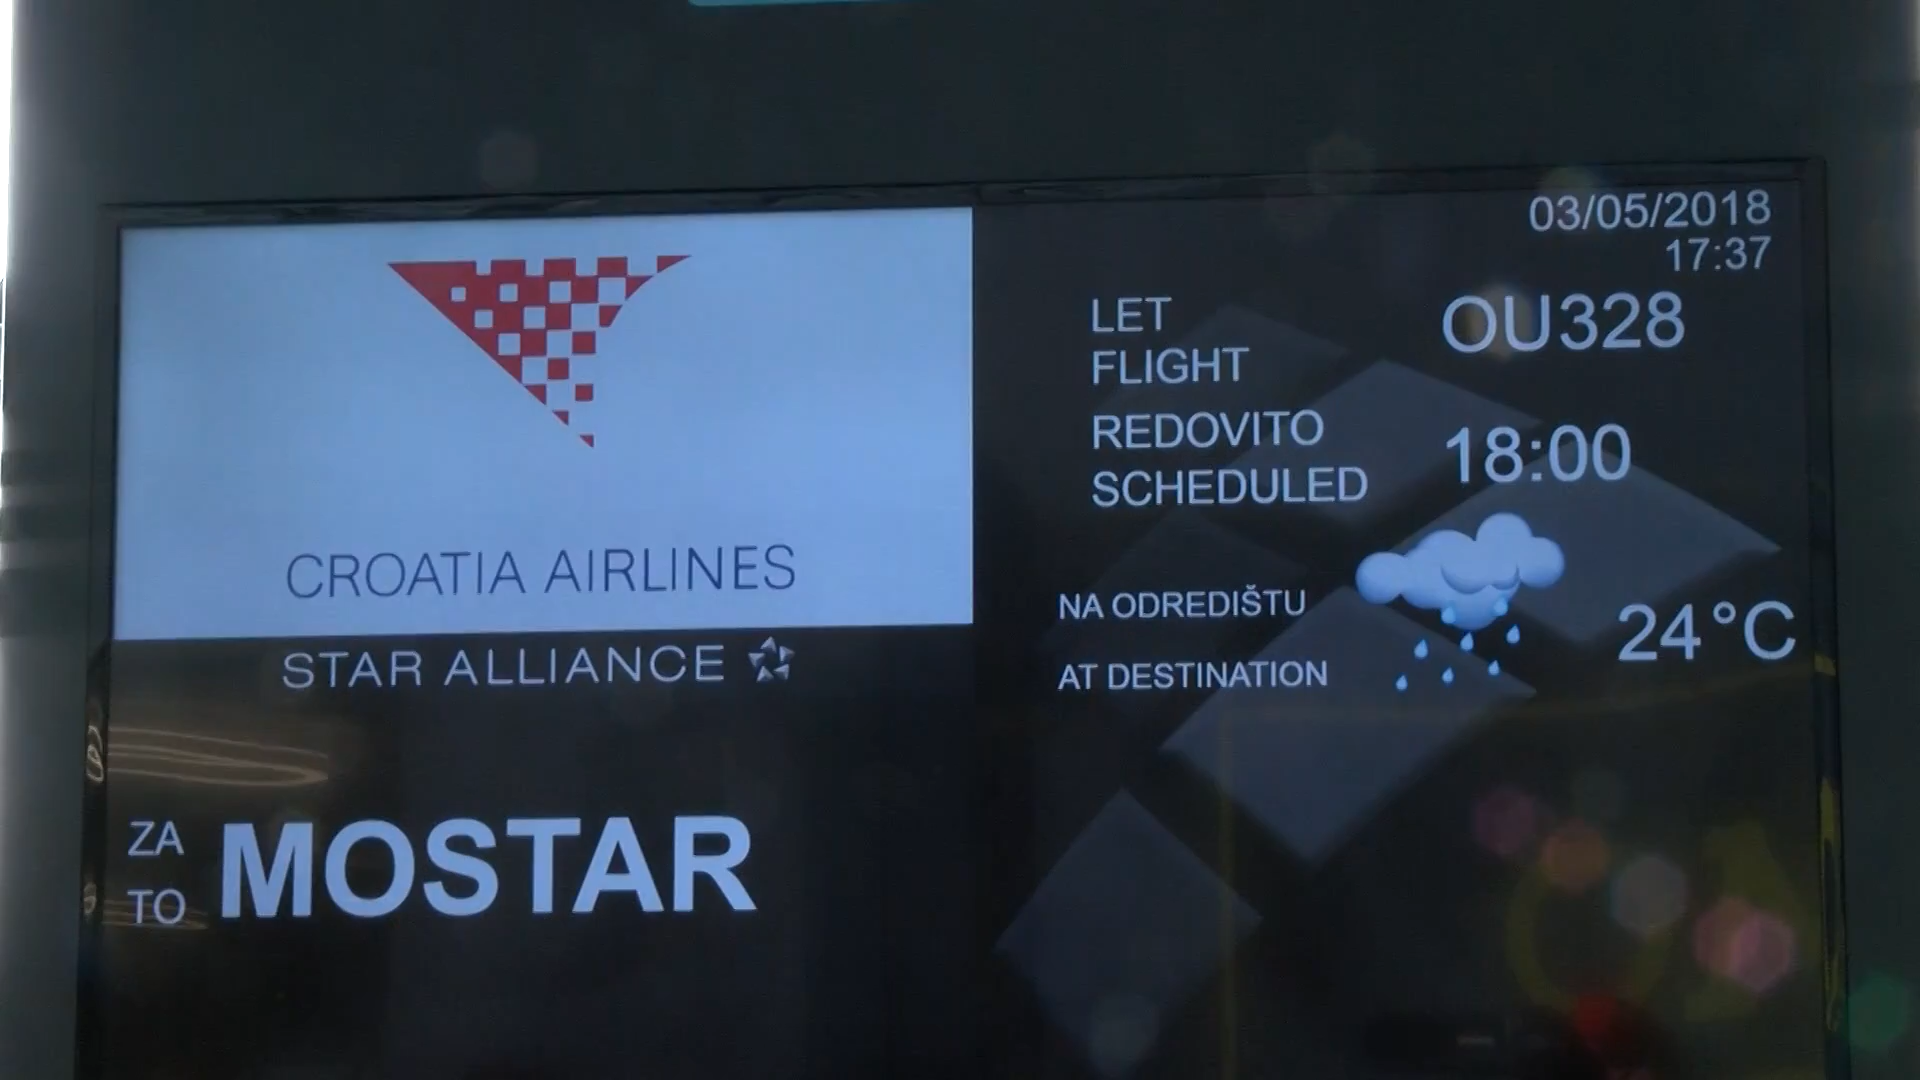 CROATIA AIRLINES
STAR ALLIANCE
ZA
TO
MOSTAR
03/05/2018
17:37
LET
FLIGHT
OU328
REDOVITO
SCHEDULED
18:00
NA ODREDIŠTU
AT DESTINATION
24°C